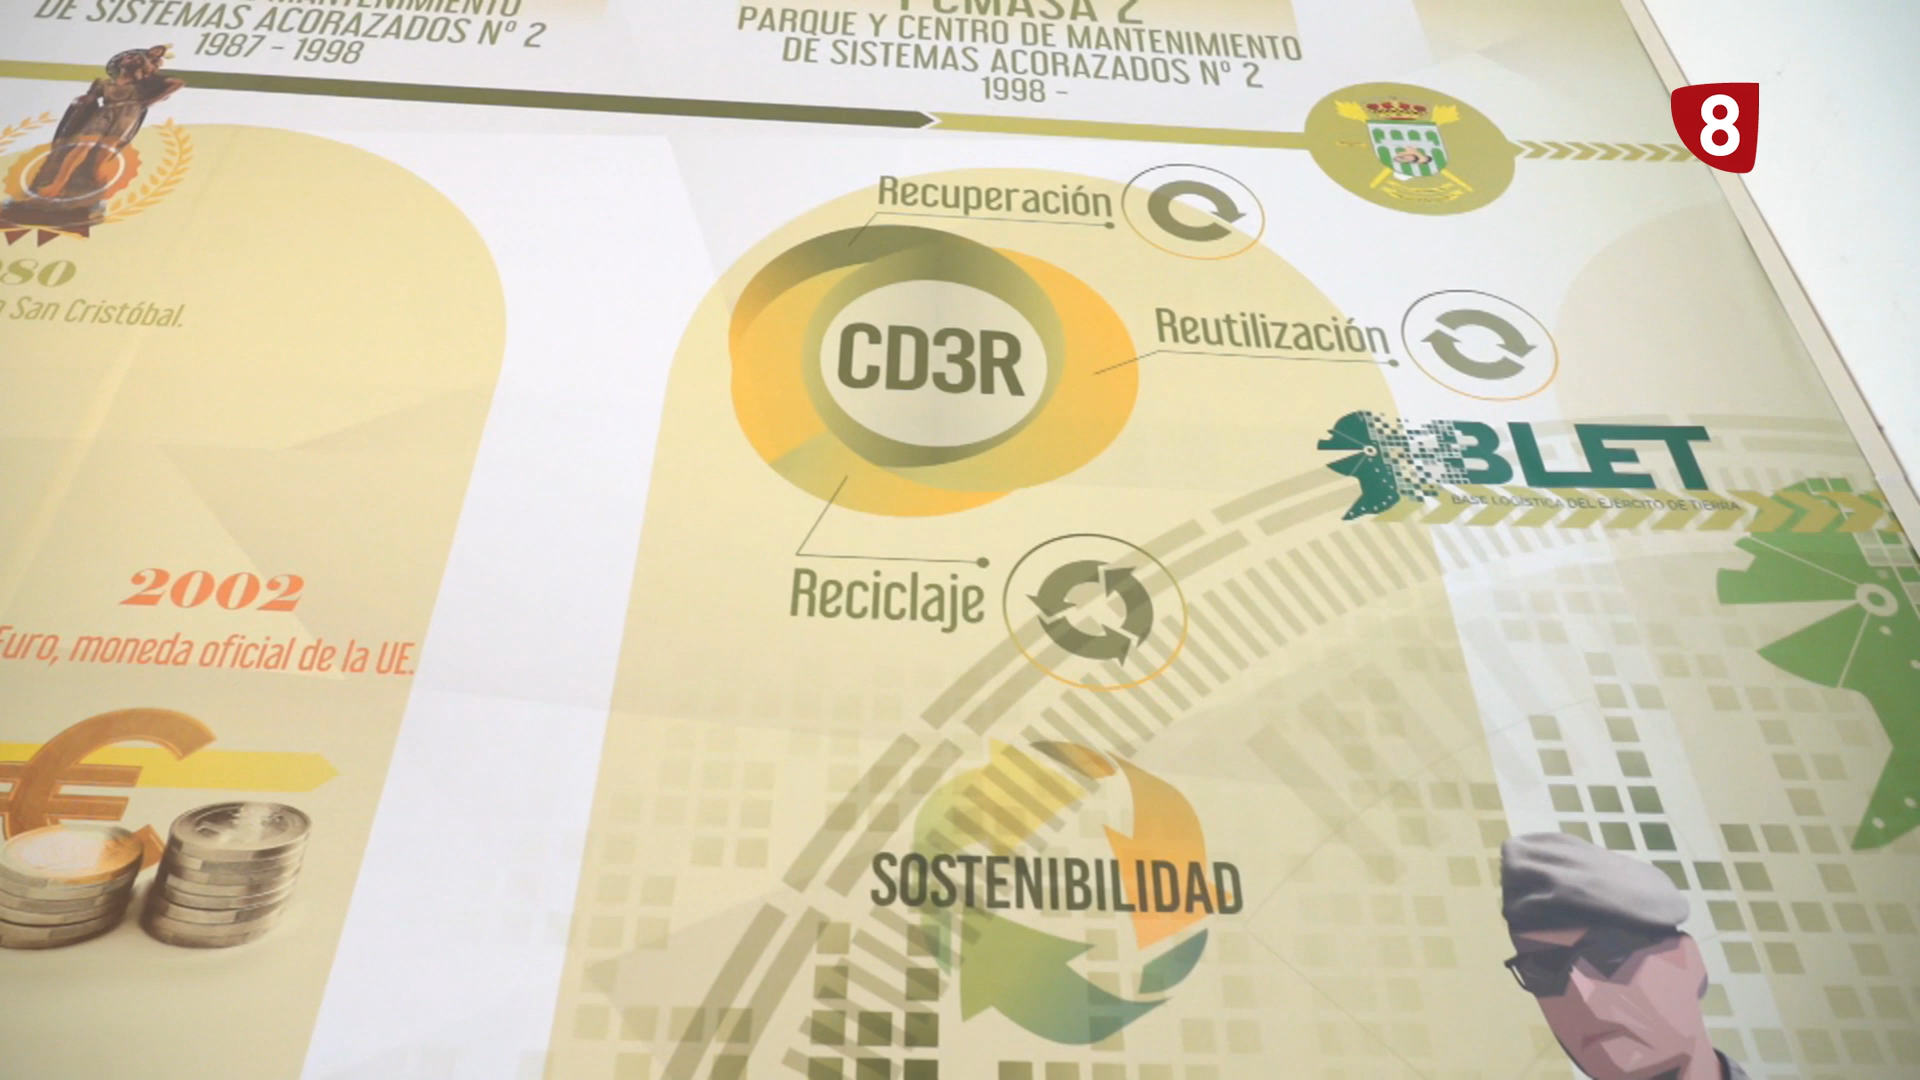 MANTENIMIENTO
DE SISTEMAS ACORAZADOS Nº 2
1987 - 1998
PCMASA 2
PARQUE Y CENTRO DE MANTENIMIENTO
DE SISTEMAS ACORAZADOS Nº 2
1998 -
8
Recuperación
CD3R
Reutilización
San Cristóbal.
BLET
BASE LOGÍSTICA DEL EJÉRCITO DE TIERRA
Reciclaje
2002
Euro, moneda oficial de la UE.
€
SOSTENIBILIDAD